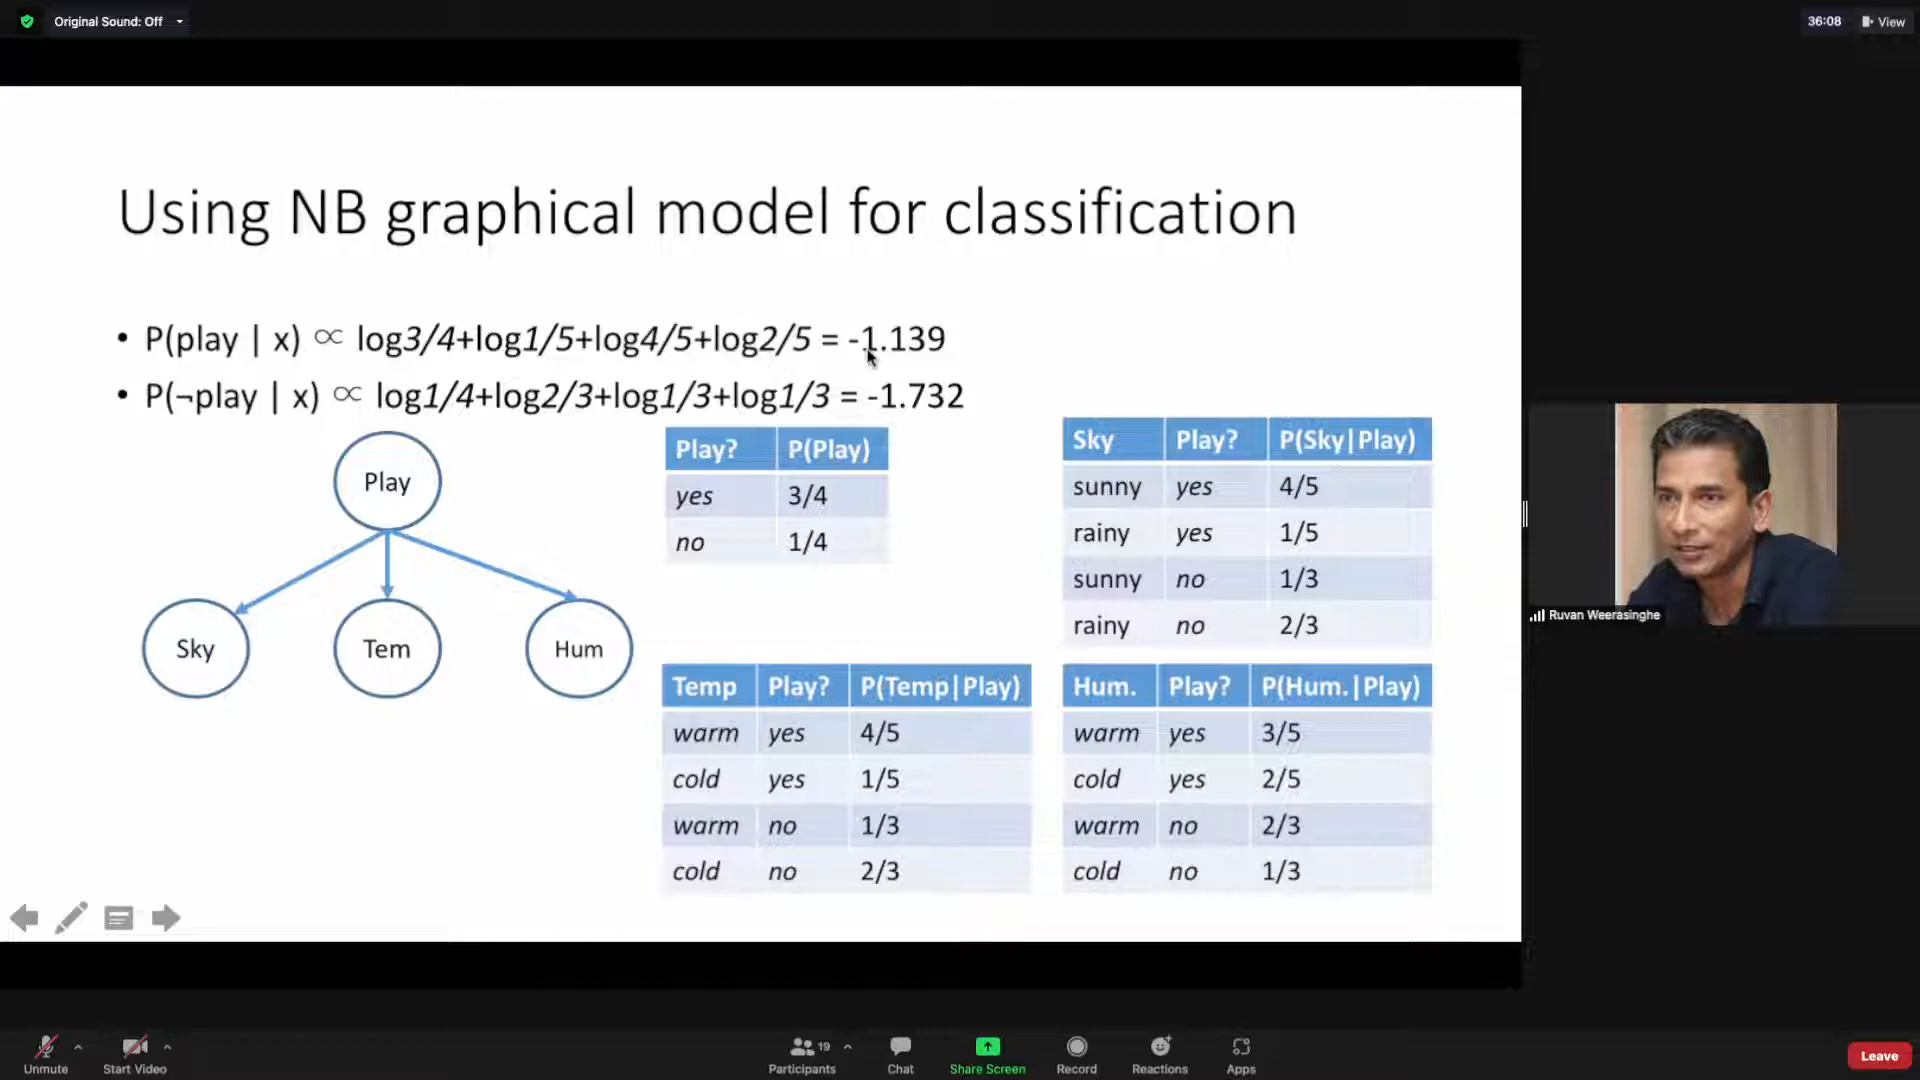 Original Sound: Off
36:08
View
Using NB graphical model for classification
• P(play | x) ∝ log3/4+log1/5+log4/5+log2/5 = -1.139
• P(¬play | x) ∝ log1/4+log2/3+log1/3+log1/3 = -1.732
Play
Sky
Tem
Hum
Play? P(Play)
yes 3/4
no 1/4
Sky Play? P(Sky|Play)
sunny yes 4/5
rainy yes 1/5
sunny no 1/3
rainy no 2/3
Temp Play? P(Temp|Play)
warm yes 4/5
cold yes 1/5
warm no 1/3
cold no 2/3
Hum. Play? P(Hum.|Play)
warm yes 3/5
cold yes 2/5
warm no 2/3
cold no 1/3
Ruvan Weerasinghe
Unmute
Start Video
19
Participants
Chat
Share Screen
Record
Reactions
Apps
Leave